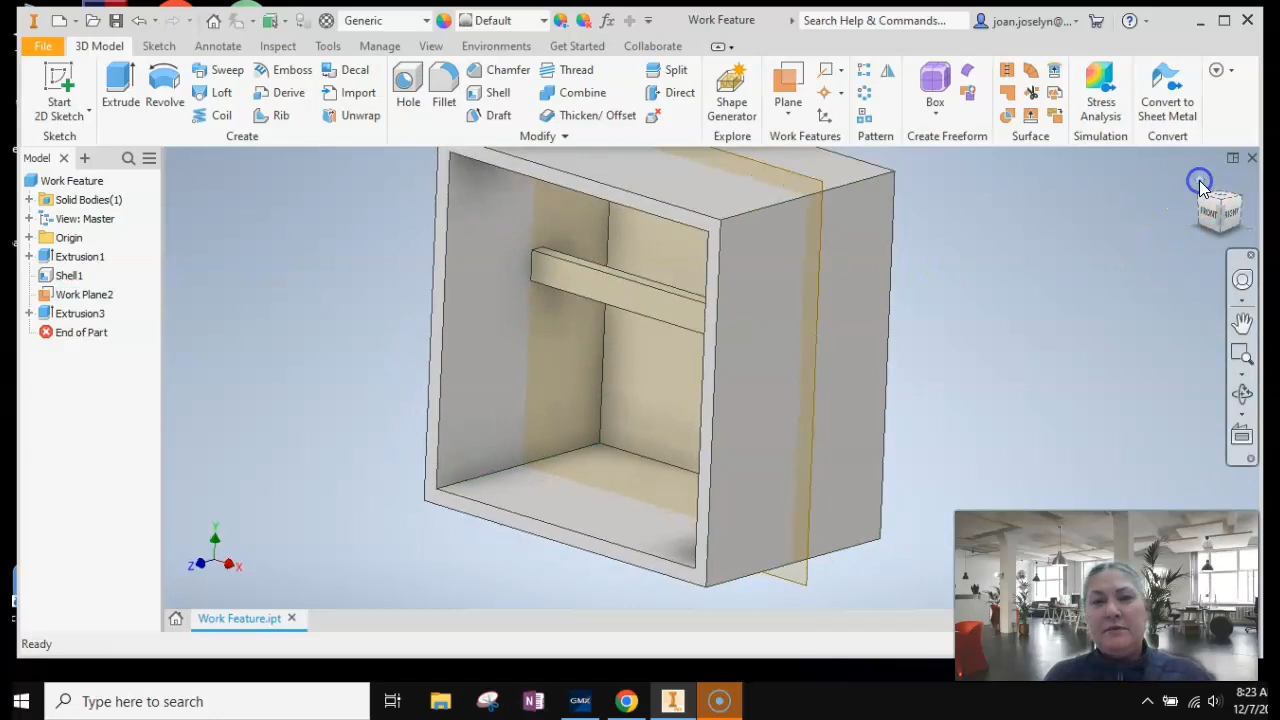 Generic
Default
fx
Work Feature
Search Help & Commands...
joan.joselyn@...
File
3D Model
Sketch
Annotate
Inspect
Tools
Manage
View
Environments
Get Started
Collaborate
Start
2D Sketch
Sketch
Extrude
Revolve
Sweep
Loft
Coil
Emboss
Derive
Rib
Decal
Import
Unwrap
Create
Hole
Fillet
Chamfer
Shell
Draft
Thread
Combine
Thicken/ Offset
Split
Direct
Modify
Shape
Generator
Explore
Plane
Work Features
Pattern
Box
Create Freeform
Surface
Stress
Analysis
Simulation
Convert to
Sheet Metal
Convert
Model
Work Feature
Solid Bodies(1)
View: Master
Origin
Extrusion1
Shell1
Work Plane2
Extrusion3
End of Part
FRONT
RIGHT
Y
Z
X
Work Feature.ipt
Ready
Type here to search
GMX
8:23 A
12/7/20